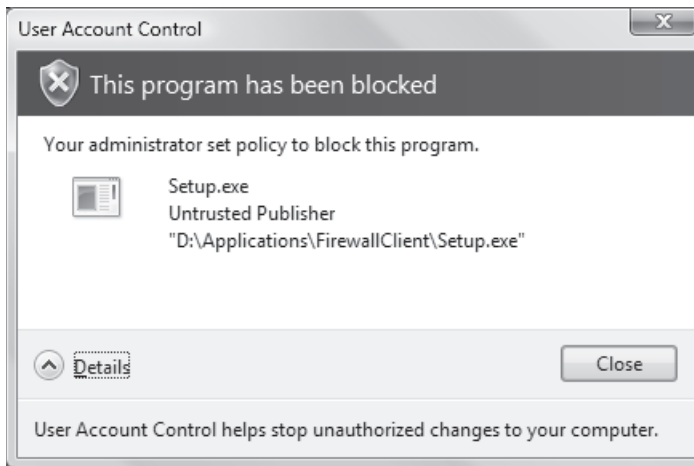 User Account Control
This program has been blocked
Your administrator set policy to block this program.
Setup.exe
Untrusted Publisher
"D:\Applications\FirewallClient\Setup.exe"
Details
Close
User Account Control helps stop unauthorized changes to your computer.